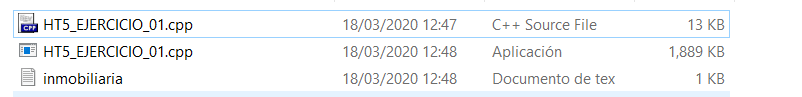 HT5_EJERCICIO_01.cpp 18/03/2020 12:47 C++ Source File 13 KB
HT5_EJERCICIO_01.cpp 18/03/2020 12:48 Aplicación 1,889 KB
inmobiliaria 18/03/2020 12:48 Documento de tex 1 KB